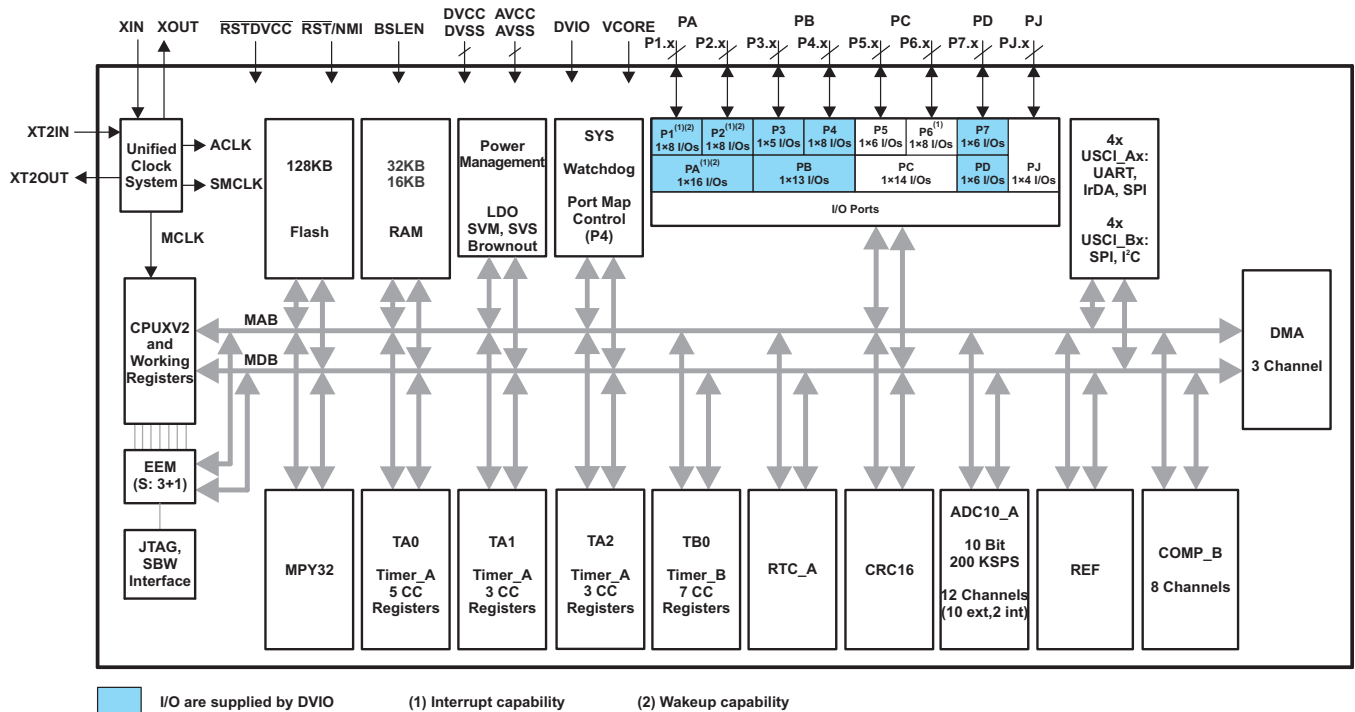 XIN XOUT RSTDVCC RST/NMI BSLEN DVCC DVSS AVCC AVSS DVIO VCORE
PA PB PC PD
P1.x P2.x P3.x P4.x P5.x P6.x P7.x PJ.x
XT2IN
XT2OUT
Unified
Clock
System
ACLK
SMCLK
MCLK
128KB
Flash
32KB
16KB
RAM
Power
Management
LDO
SVM, SVS
Brownout
SYS
Watchdog
Port Map
Control
(P4)
P1(1)(2)
1×8 I/Os
P2(1)(2)
1×8 I/Os
P3
1×5 I/Os
P4
1×8 I/Os
P5
1×6 I/Os
P6(1)
1×8 I/Os
P7
1×6 I/Os
PA(1)(2)
1×16 I/Os
PB
1×13 I/Os
PC
1×14 I/Os
PD
1×6 I/Os
PJ
1×4 I/Os
I/O Ports
4x
USCI_Ax:
UART,
IrDA, SPI
4x
USCI_Bx:
SPI, I²C
CPUXV2
and
Working
Registers
MAB
MDB
DMA
3 Channel
EEM
(S: 3+1)
JTAG,
SBW
Interface
MPY32
TA0
Timer_A
5 CC
Registers
TA1
Timer_A
3 CC
Registers
TA2
Timer_A
3 CC
Registers
TB0
Timer_B
7 CC
Registers
RTC_A
CRC16
ADC10_A
10 Bit
200 KSPS
12 Channels
(10 ext,2 int)
REF
COMP_B
8 Channels
I/O are supplied by DVIO (1) Interrupt capability (2) Wakeup capability